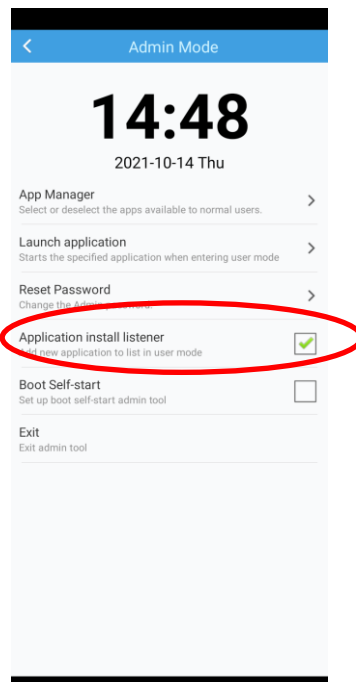 Admin Mode
14:48
2021-10-14 Thu
App Manager
Select or deselect the apps available to normal users.
Launch application
Starts the specified application when entering user mode
Reset Password
Change the Admin password.
Application install listener
Add new application to list in user mode
Boot Self-start
Set up boot self-start admin tool
Exit
Exit admin tool